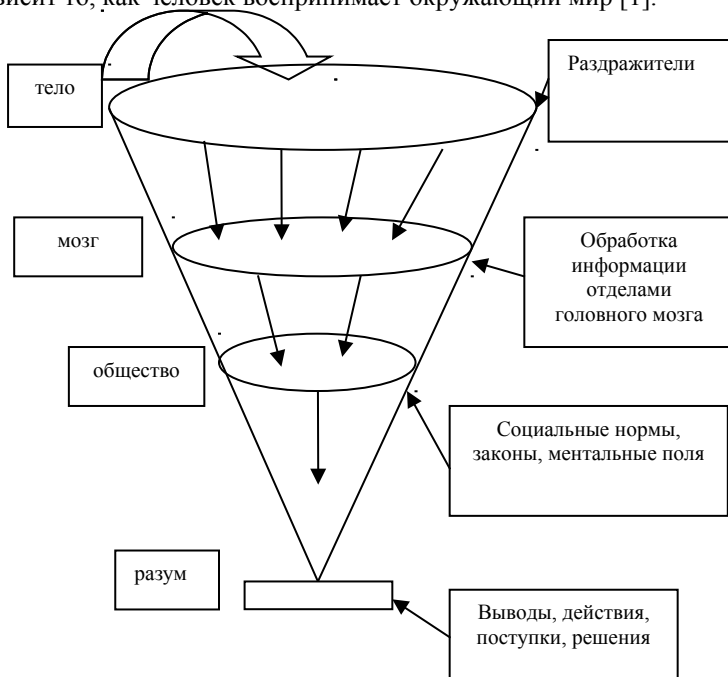 висит то, как человек воспринимает окружающий мир [1].
тело
Раздражители
мозг
Обработка
информации
отделами
головного мозга
общество
Социальные нормы,
законы, ментальные поля
разум
Выводы, действия,
поступки, решения